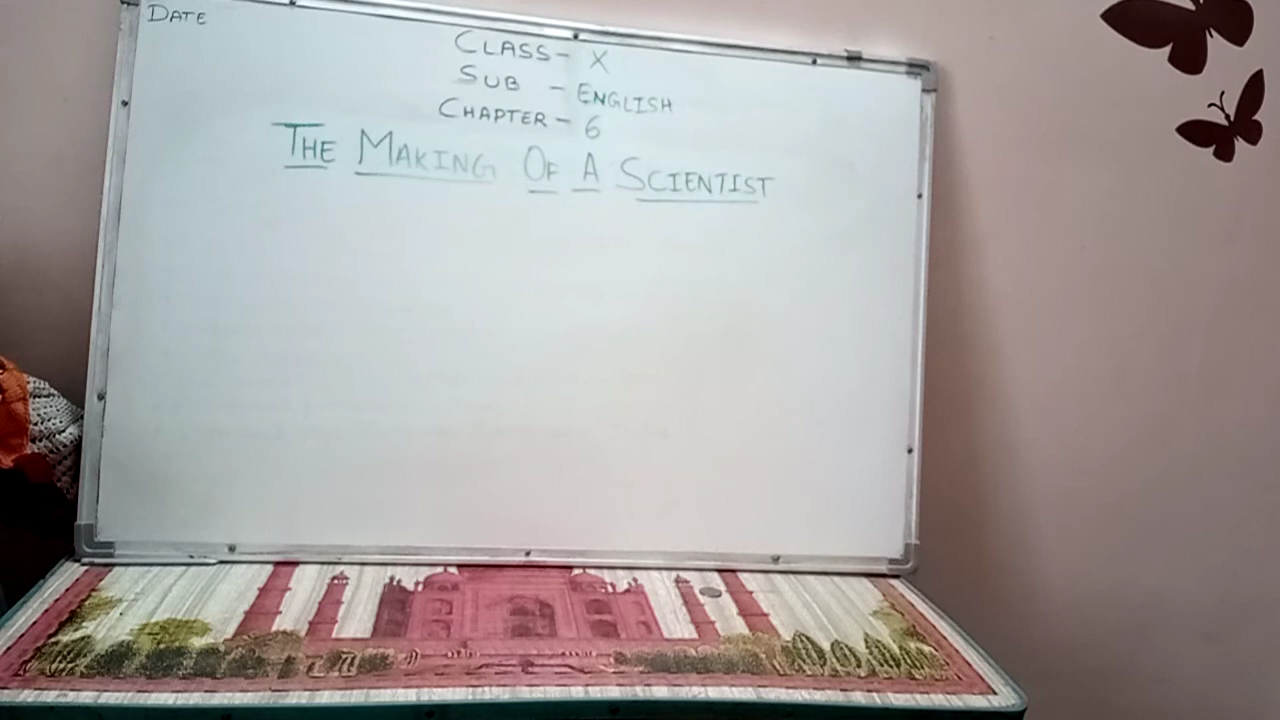 DATE
CLASS- X
SUB - ENGLISH
CHAPTER- 6
THE MAKING OF A SCIENTIST